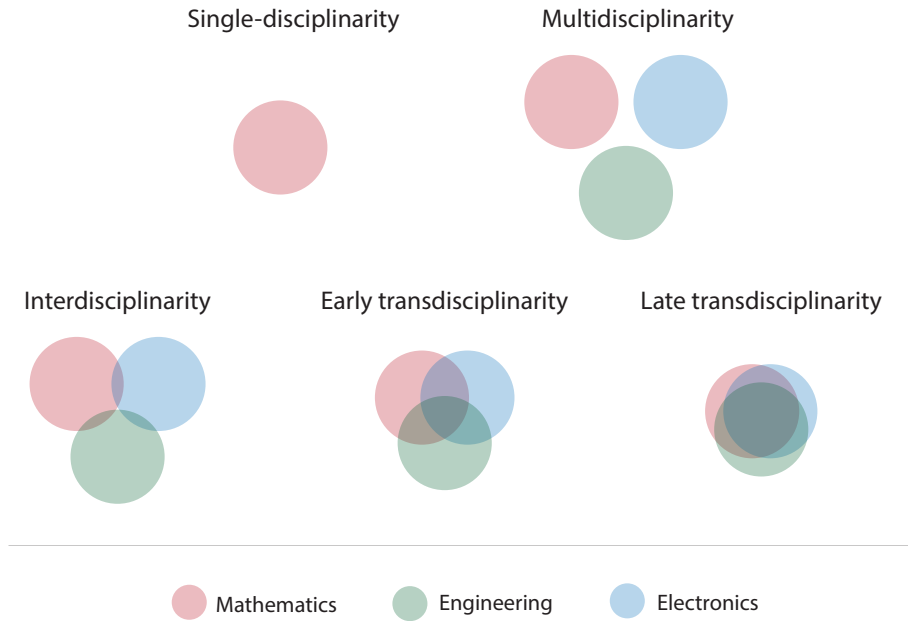 Single-disciplinarity
Multidisciplinarity
Interdisciplinarity
Early transdisciplinarity
Late transdisciplinarity
Mathematics
Engineering
Electronics